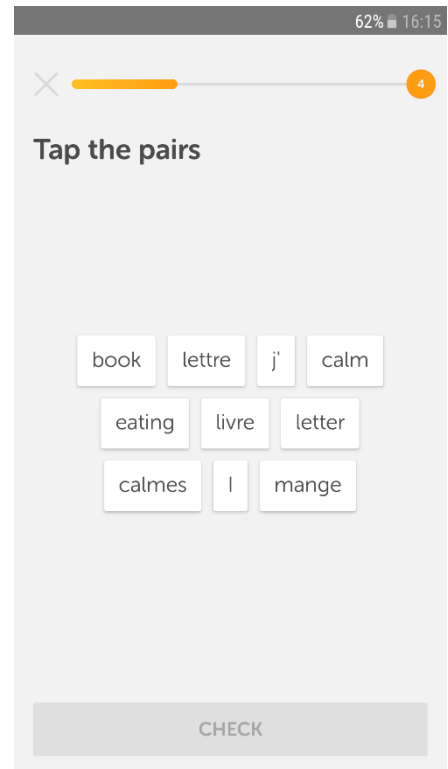 62% 16:15
4
Tap the pairs
book lettre j' calm
eating livre letter
calmes I mange
CHECK